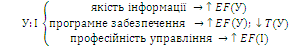 якість інформації → ↑ EF(У)
У: I { програмне забезпечення → ↑ EF(У); ↓ T(У)
професійність управління → ↑ EF(I)